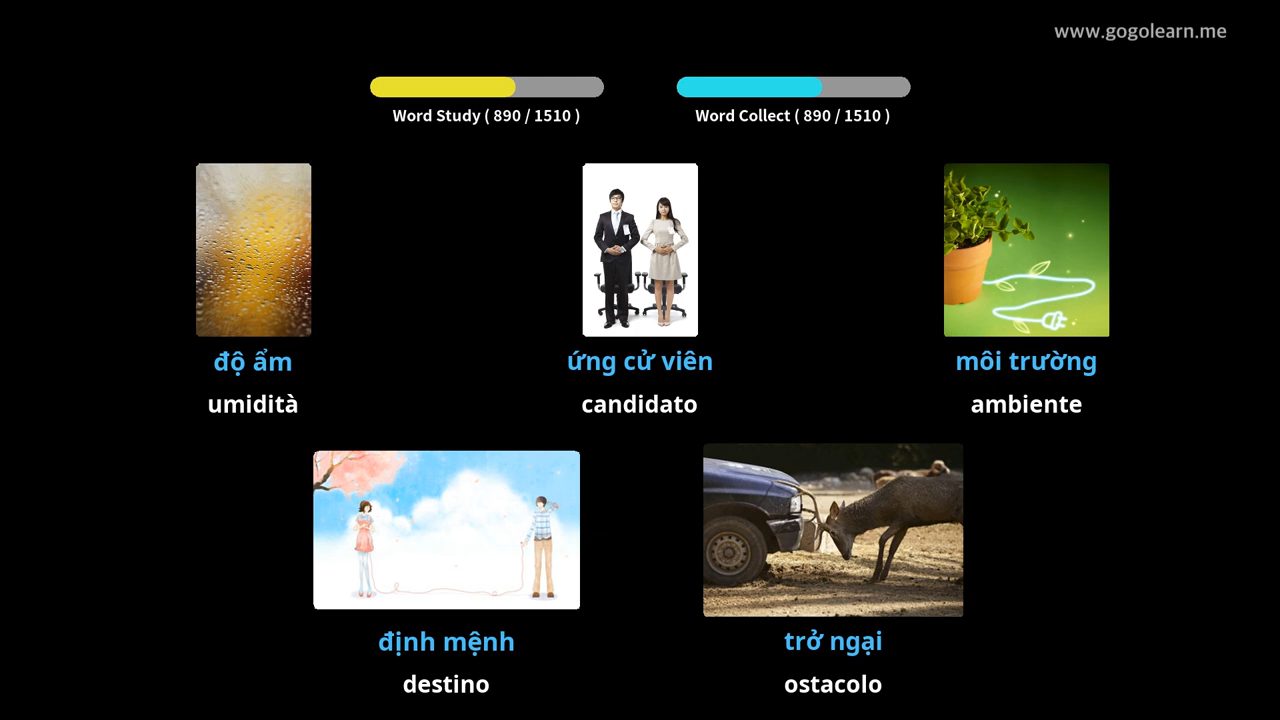 www.gogolearn.me
Word Study ( 890 / 1510 )
Word Collect ( 890 / 1510 )
độ ẩm
umidità
ứng cử viên
candidato
môi trường
ambiente
định mệnh
destino
trở ngại
ostacolo